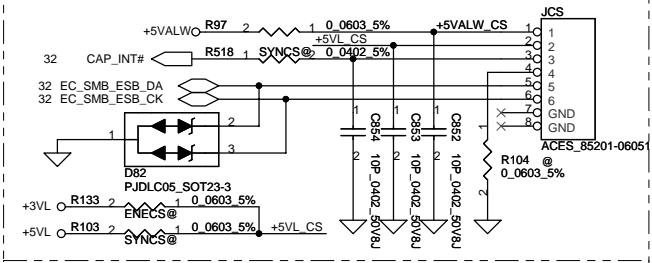 JCS
+5VALW R97 2 1 0_0603_5% +5VALW_CS 1 1
+5VL_CS 2 2
32 CAP_INT# R518 1 SYNCS@ 2 0_0402_5% 3 3
4 4
32 EC_SMB_ESB_DA 5 5
32 EC_SMB_ESB_CK 6 6
7 GND
8 GND
ACES_85201-06051
@
1 2
3
D82
PJDLC05_SOT23-3
1 C854 10P_0402_50V8J 2
1 C853 10P_0402_50V8J 2
1 C852 10P_0402_50V8J 2
1 R104
0_0603_5%
2
+3VL R133 2 1 0_0603_5%
ENECS@
+5VL R103 2 1 0_0603_5% +5VL_CS
SYNCS@